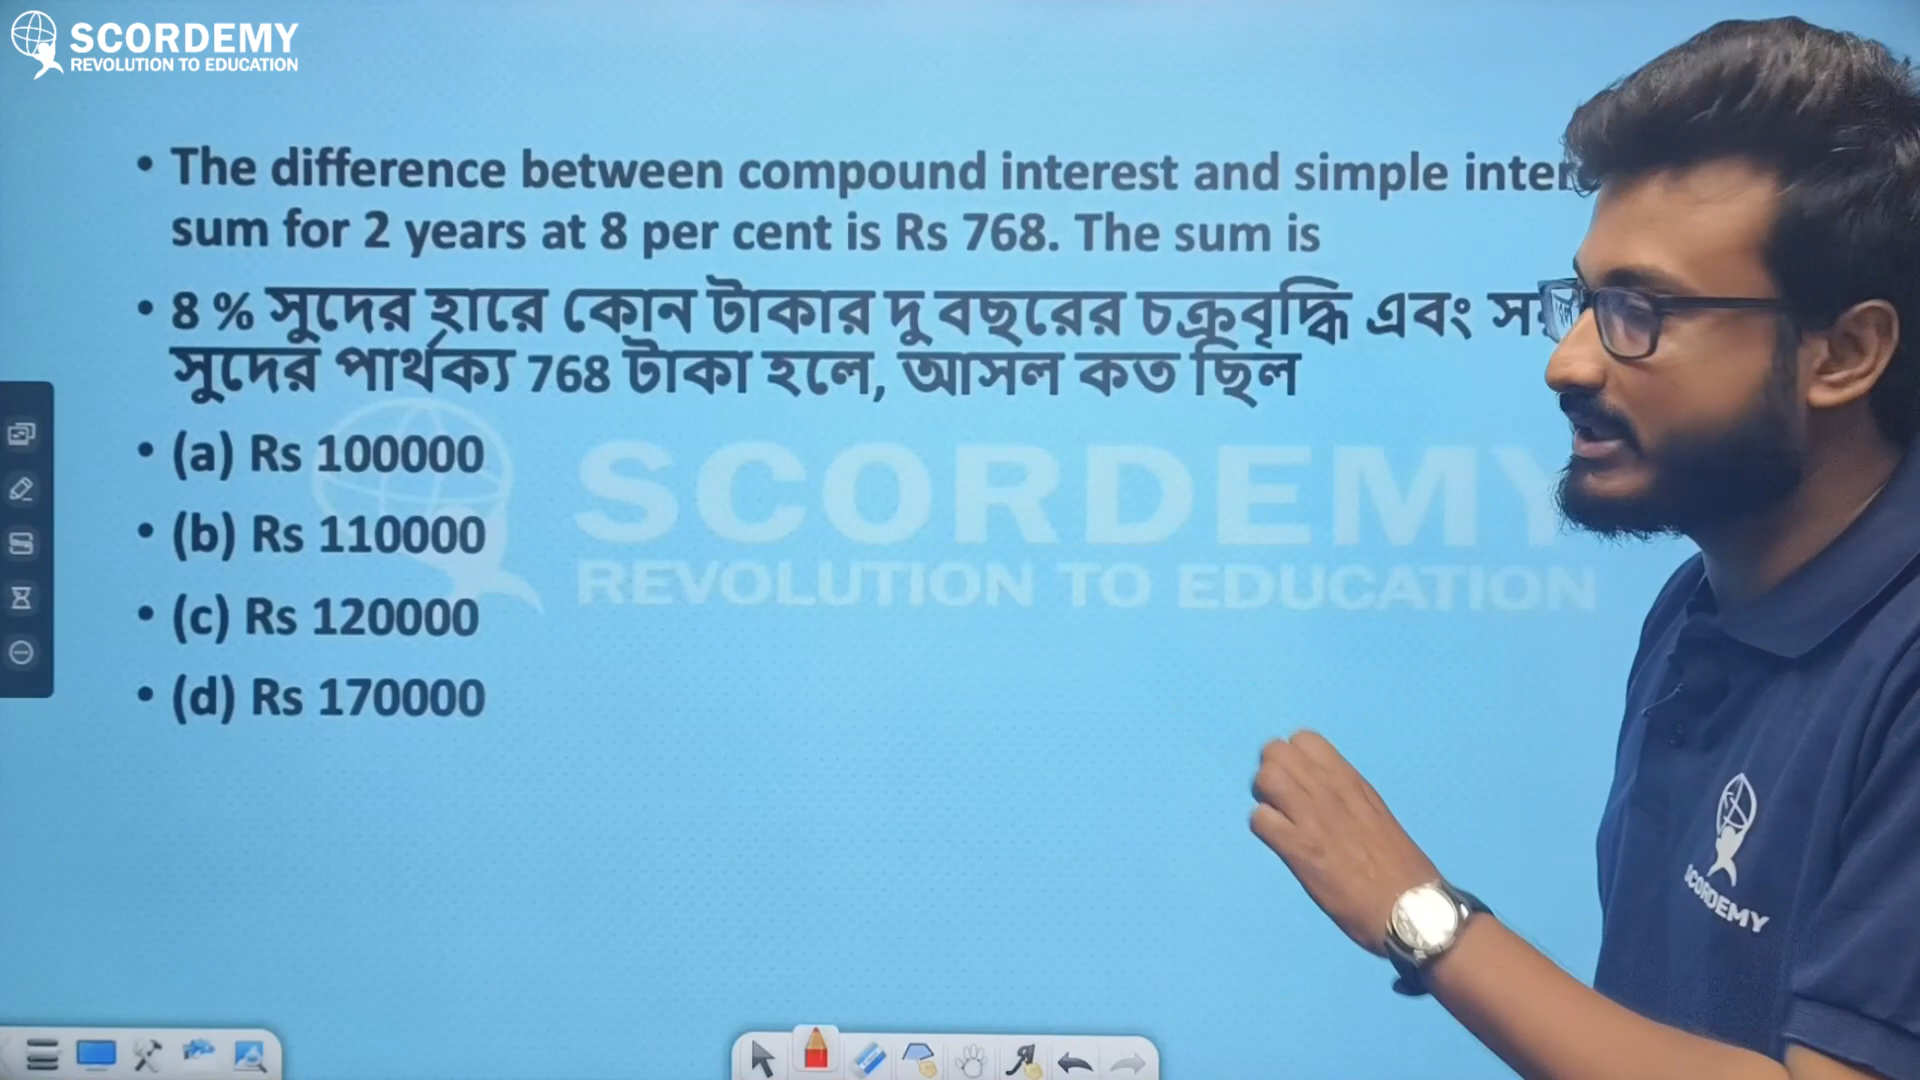 SCORDEMY
REVOLUTION TO EDUCATION
• The difference between compound interest and simple
sum for 2 years at 8 per cent is Rs 768. The sum is
• 8 % সুদের হারে কোন টাকার দু বছরের চক্রবৃদ্ধি এবং
সুদের পার্থক্য 768 টাকা হলে, আসল কত ছিল
• (a) Rs 100000
• (b) Rs 110000
• (c) Rs 120000
• (d) Rs 170000
SCORDEMY
REVOLUTION TO EDUCATION
SCORDEMY